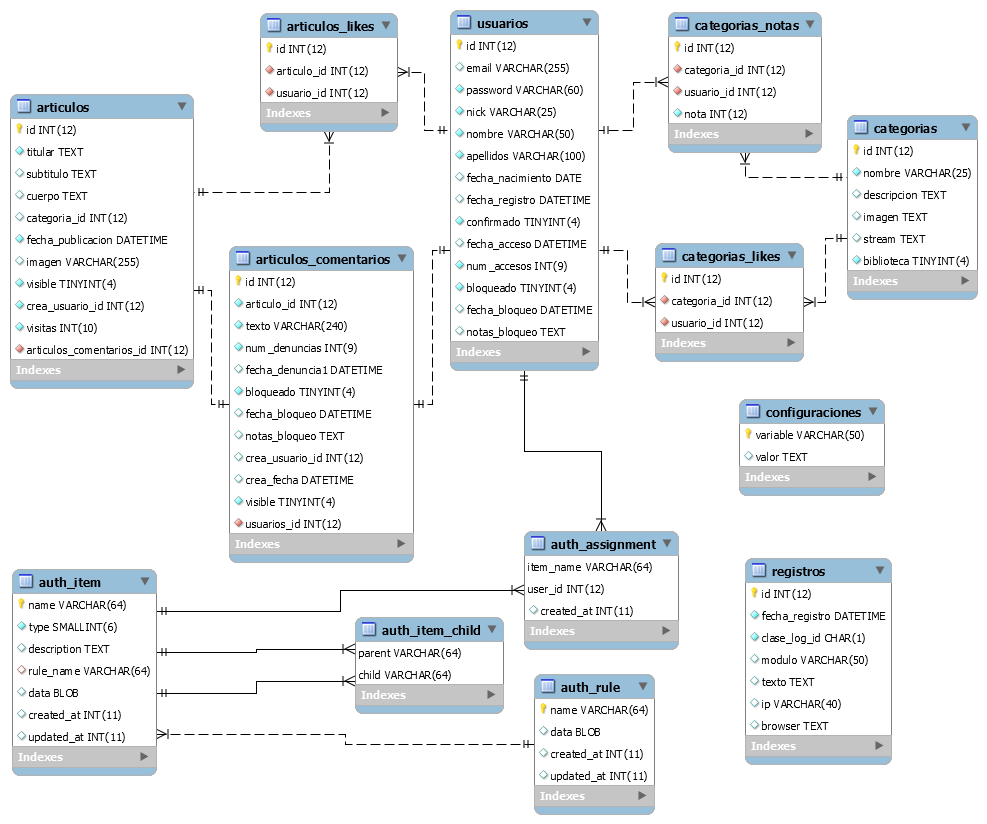 articulos_likes
id INT(12)
articulo_id INT(12)
usuario_id INT(12)
Indexes
usuarios
id INT(12)
email VARCHAR(255)
password VARCHAR(60)
nick VARCHAR(25)
nombre VARCHAR(50)
apellidos VARCHAR(100)
fecha_nacimiento DATE
fecha_registro DATETIME
confirmado TINYINT(4)
fecha_acceso DATETIME
num_accesos INT(9)
bloqueado TINYINT(4)
fecha_bloqueo DATETIME
notas_bloqueo TEXT
Indexes
categorias_notas
id INT(12)
categoria_id INT(12)
usuario_id INT(12)
nota INT(12)
Indexes
articulos
id INT(12)
titular TEXT
subtitulo TEXT
cuerpo TEXT
categoria_id INT(12)
fecha_publicacion DATETIME
imagen VARCHAR(255)
visible TINYINT(4)
crea_usuario_id INT(12)
visitas INT(10)
articulos_comentarios_id INT(12)
Indexes
categorias
id INT(12)
nombre VARCHAR(25)
descripcion TEXT
imagen TEXT
stream TEXT
biblioteca TINYINT(4)
Indexes
articulos_comentarios
id INT(12)
articulo_id INT(12)
texto VARCHAR(240)
num_denuncias INT(9)
fecha_denuncia1 DATETIME
bloqueado TINYINT(4)
fecha_bloqueo DATETIME
notas_bloqueo TEXT
crea_usuario_id INT(12)
crea_fecha DATETIME
visible TINYINT(4)
usuarios_id INT(12)
Indexes
categorias_likes
id INT(12)
categoria_id INT(12)
usuario_id INT(12)
Indexes
configuraciones
variable VARCHAR(50)
valor TEXT
Indexes
auth_assignment
item_name VARCHAR(64)
user_id INT(12)
created_at INT(11)
Indexes
auth_item
name VARCHAR(64)
type SMALLINT(6)
description TEXT
rule_name VARCHAR(64)
data BLOB
created_at INT(11)
updated_at INT(11)
Indexes
auth_item_child
parent VARCHAR(64)
child VARCHAR(64)
Indexes
auth_rule
name VARCHAR(64)
data BLOB
created_at INT(11)
updated_at INT(11)
Indexes
registros
id INT(12)
fecha_registro DATETIME
clase_log_id CHAR(1)
modulo VARCHAR(50)
texto TEXT
ip VARCHAR(40)
browser TEXT
Indexes